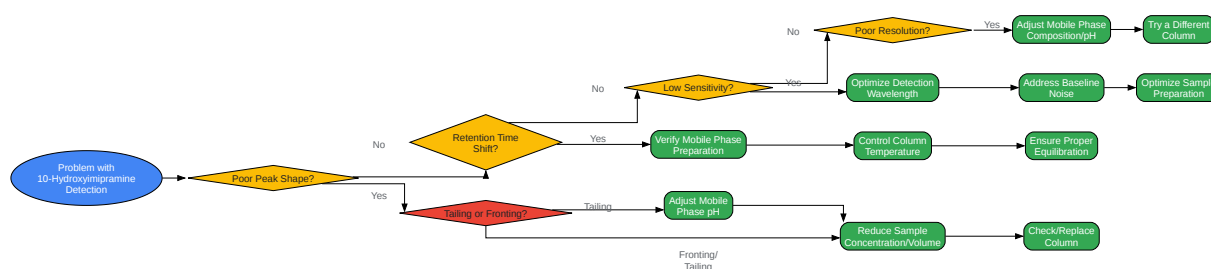 Poor Resolution?
No
Yes
Adjust Mobile Phase
Composition/pH
Try a Different
Column
Low Sensitivity?
No
Yes
Optimize Detection
Wavelength
Address Baseline
Noise
Optimize Sample
Preparation
Retention Time
Shift?
No
Yes
Verify Mobile Phase
Preparation
Control Column
Temperature
Ensure Proper
Equilibration
Problem with
10-Hydroxyimipramine
Detection
Poor Peak Shape?
Yes
Tailing or Fronting?
Tailing
Adjust Mobile
Phase pH
Reduce Sample
Concentration/Volume
Check/Replace
Column
Fronting/
Tailing